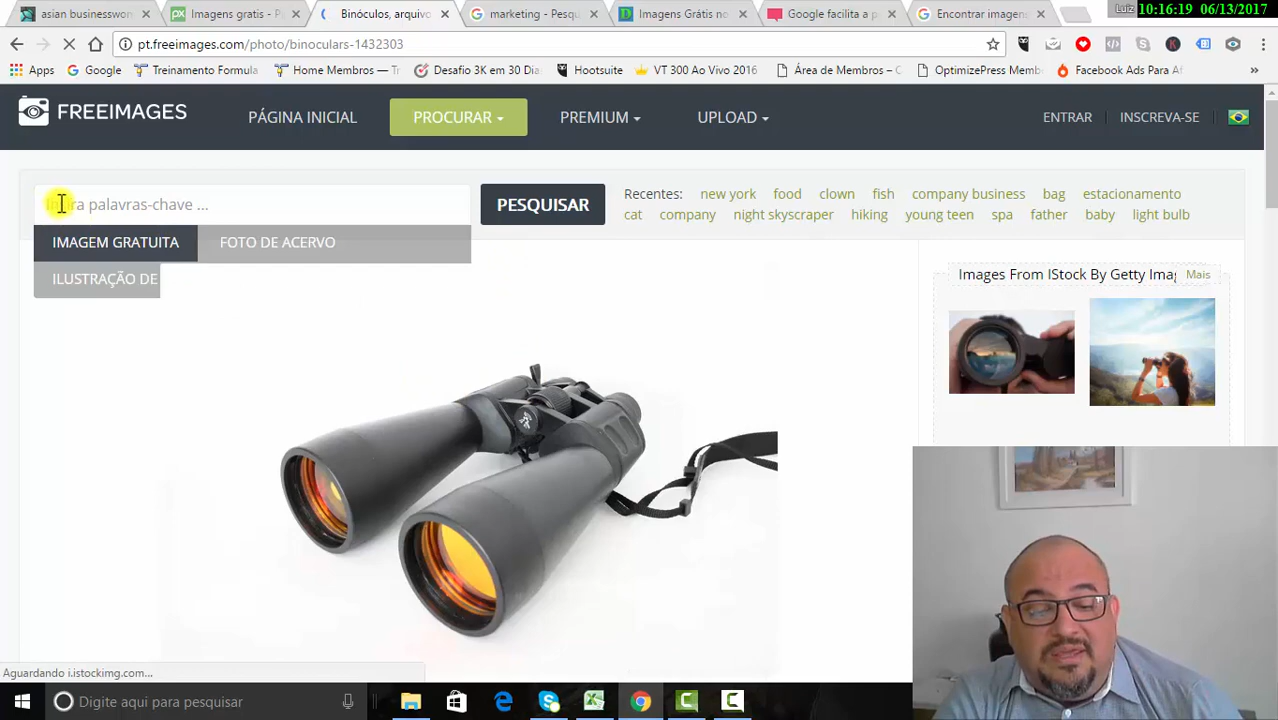 asian businesswon
Imagens gratis - P
Binóculos, arquivo
marketing - Pesqu
Imagens Grátis no
Google facilita a p
Encontrar imagens
Luiz
10:16:19 06/13/2017
pt.freeimages.com/photo/binoculars-1432303
Apps
Google
Treinamento Formula
Home Membros — T
Desafio 3K em 30 Dia
Hootsuite
VT 300 Ao Vivo 2016
Área de Membros – C
OptimizePress Memb
Facebook Ads Para Af
FREEIMAGES
PÁGINA INICIAL
PROCURAR
PREMIUM
UPLOAD
ENTRAR
INSCREVA-SE
Insira palavras-chave ...
PESQUISAR
Recentes: new york food clown fish company business bag estacionamento
cat company night skyscraper hiking young teen spa father baby light bulb
IMAGEM GRATUITA
FOTO DE ACERVO
ILUSTRAÇÃO DE
Images From IStock By Getty Imag
Mais
Aguardando i.istockimg.com...
Digite aqui para pesquisar